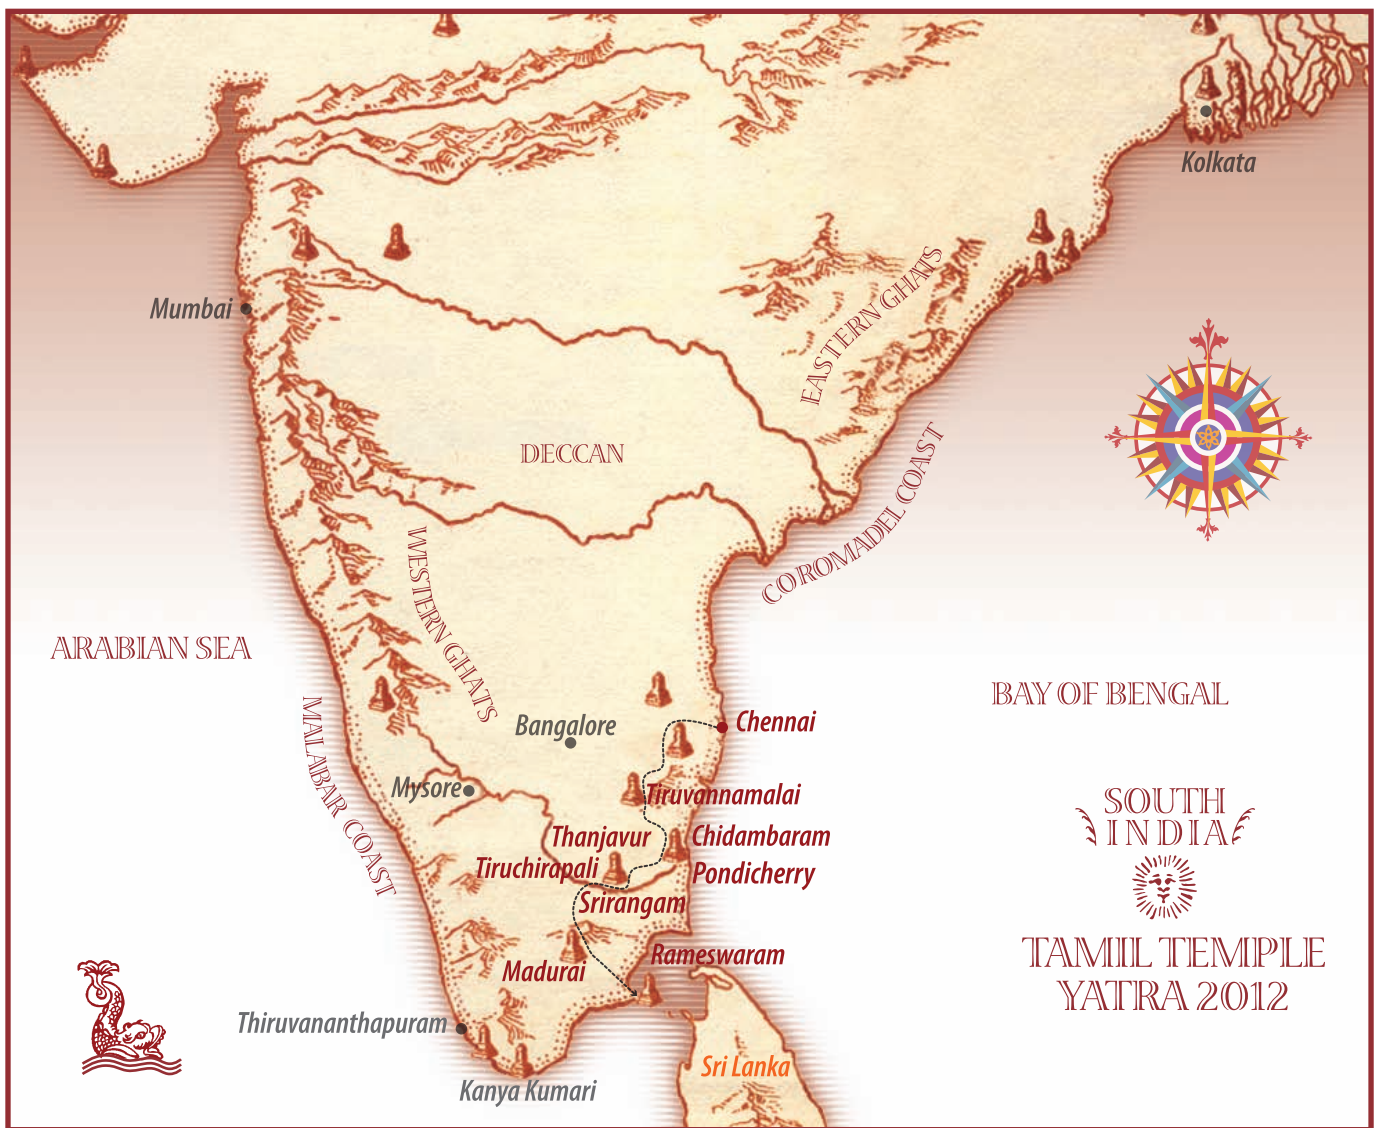 Kolkata
Mumbai
EASTERN GHATS
DECCAN
COROMADEL COAST
WESTERN GHATS
ARABIAN SEA
BAY OF BENGAL
MALABAR COAST
Bangalore
Chennai
Mysore
Tiruvannamalai
SOUTH
INDIA
Thanjavur
Chidambaram
Tiruchirapali
Pondicherry
Srirangam
TAMIL TEMPLE
YATRA 2012
Rameswaram
Madurai
Thiruvananthapuram
Sri Lanka
Kanya Kumari